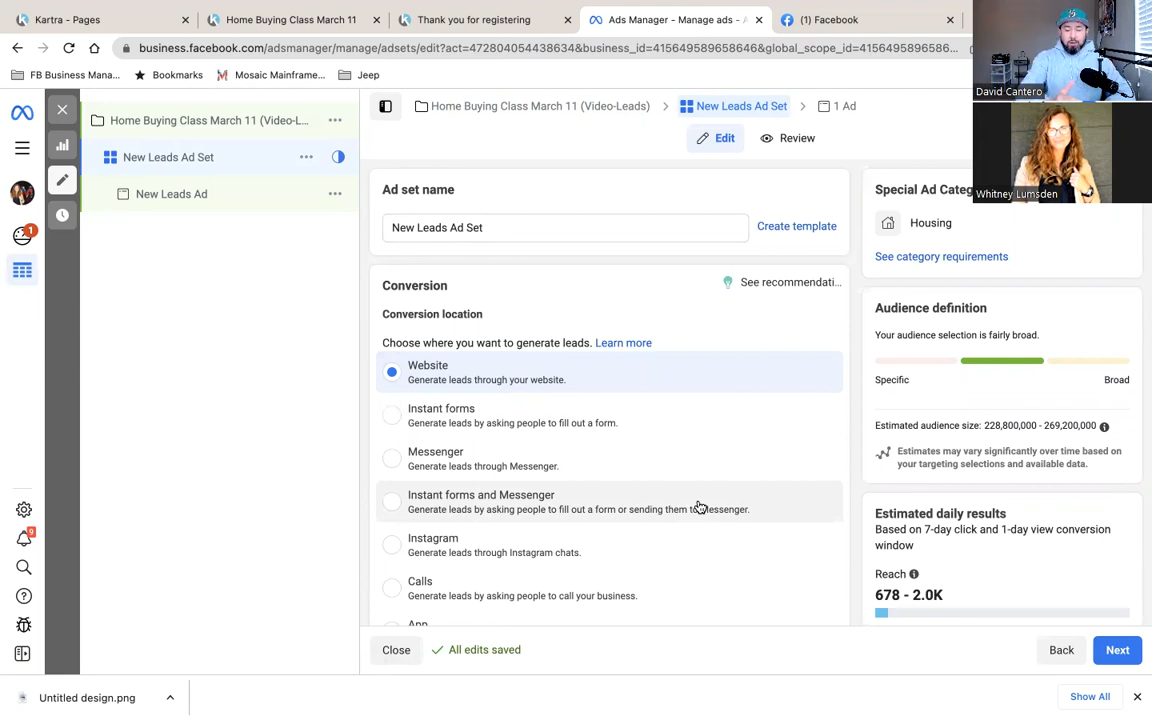 Kartra - Pages
Home Buying Class March 11
Thank you for registering
Ads Manager - Manage ads - A
(1) Facebook
business.facebook.com/adsmanager/manage/adsets/edit?act=472804054438634&business_id=415649589658646&global_scope_id=4156495896586...
FB Business Mana...
Bookmarks
Mosaic Mainframe...
Jeep
David Cantero
Whitney Lumsden
Home Buying Class March 11 (Video-Leads)
New Leads Ad Set
1 Ad
Edit
Review
Home Buying Class March 11 (Video-L...
New Leads Ad Set
New Leads Ad
1
9
Ad set name
New Leads Ad Set
Create template
Conversion
See recommendati...
Conversion location
Choose where you want to generate leads. Learn more
Website
Generate leads through your website.
Instant forms
Generate leads by asking people to fill out a form.
Messenger
Generate leads through Messenger.
Instant forms and Messenger
Generate leads by asking people to fill out a form or sending them to Messenger.
Instagram
Generate leads through Instagram chats.
Calls
Generate leads by asking people to call your business.
App
Special Ad Categ
Housing
See category requirements
Audience definition
Your audience selection is fairly broad.
Specific
Broad
Estimated audience size: 228,800,000 - 269,200,000
Estimates may vary significantly over time based on
your targeting selections and available data.
Estimated daily results
Based on 7-day click and 1-day view conversion
window
Reach
678 - 2.0K
Close
All edits saved
Back
Next
Untitled design.png
Show All